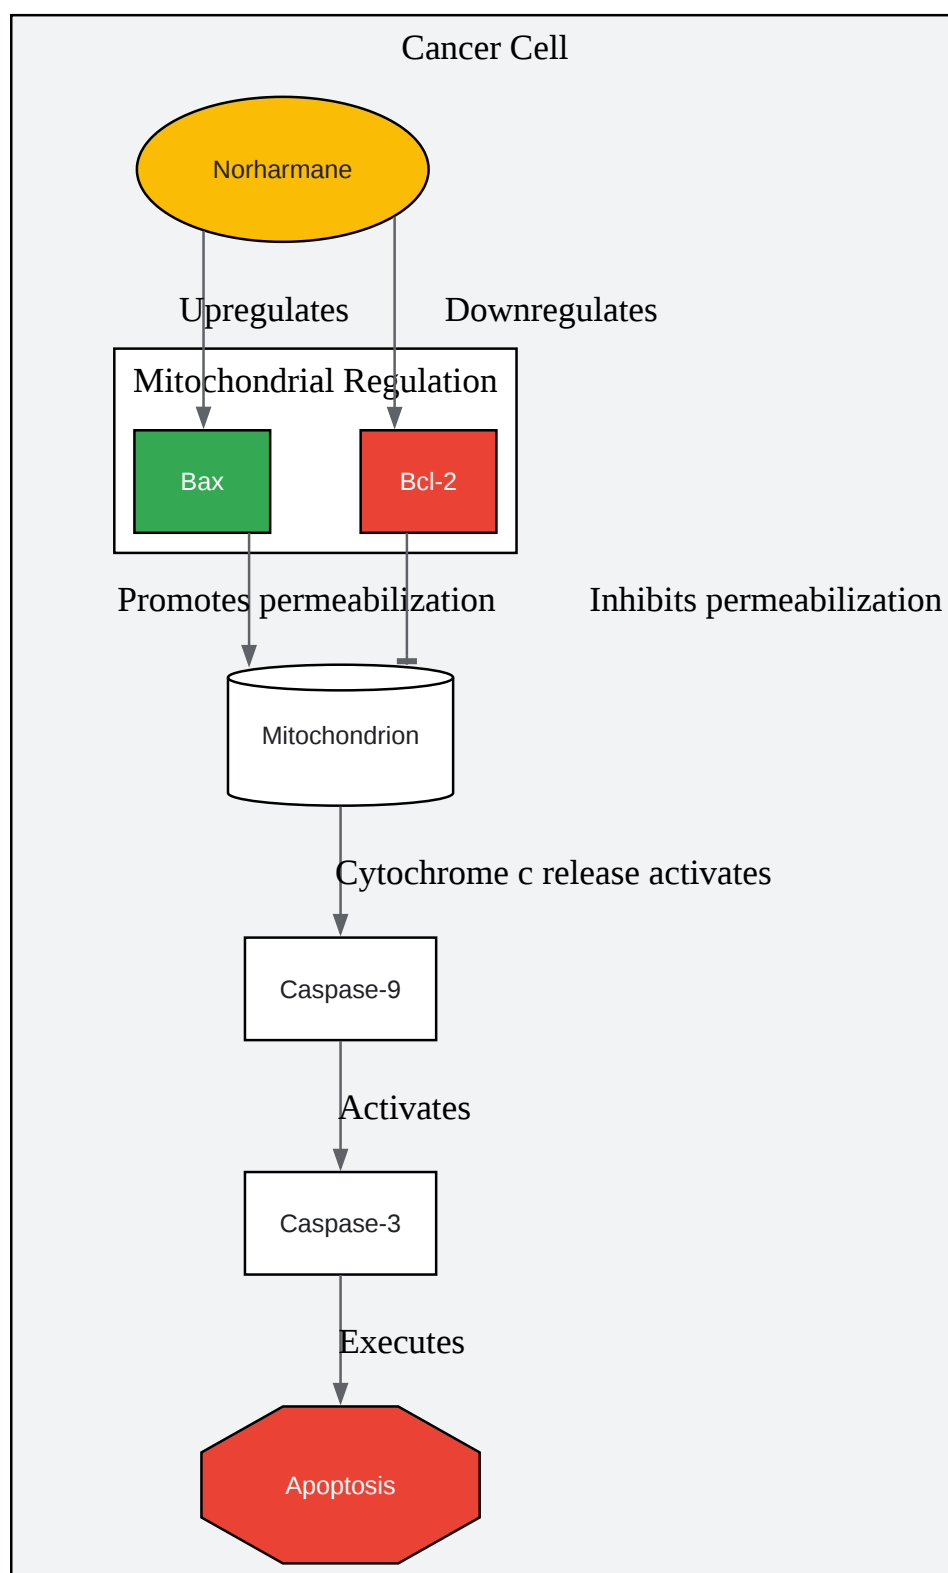 Cancer Cell
Norharmane
Upregulates
Downregulates
Mitochondrial Regulation
Bax
Bcl-2
Promotes permeabilization
Inhibits permeabilization
Mitochondrion
Cytochrome c release activates
Caspase-9
Activates
Caspase-3
Executes
Apoptosis